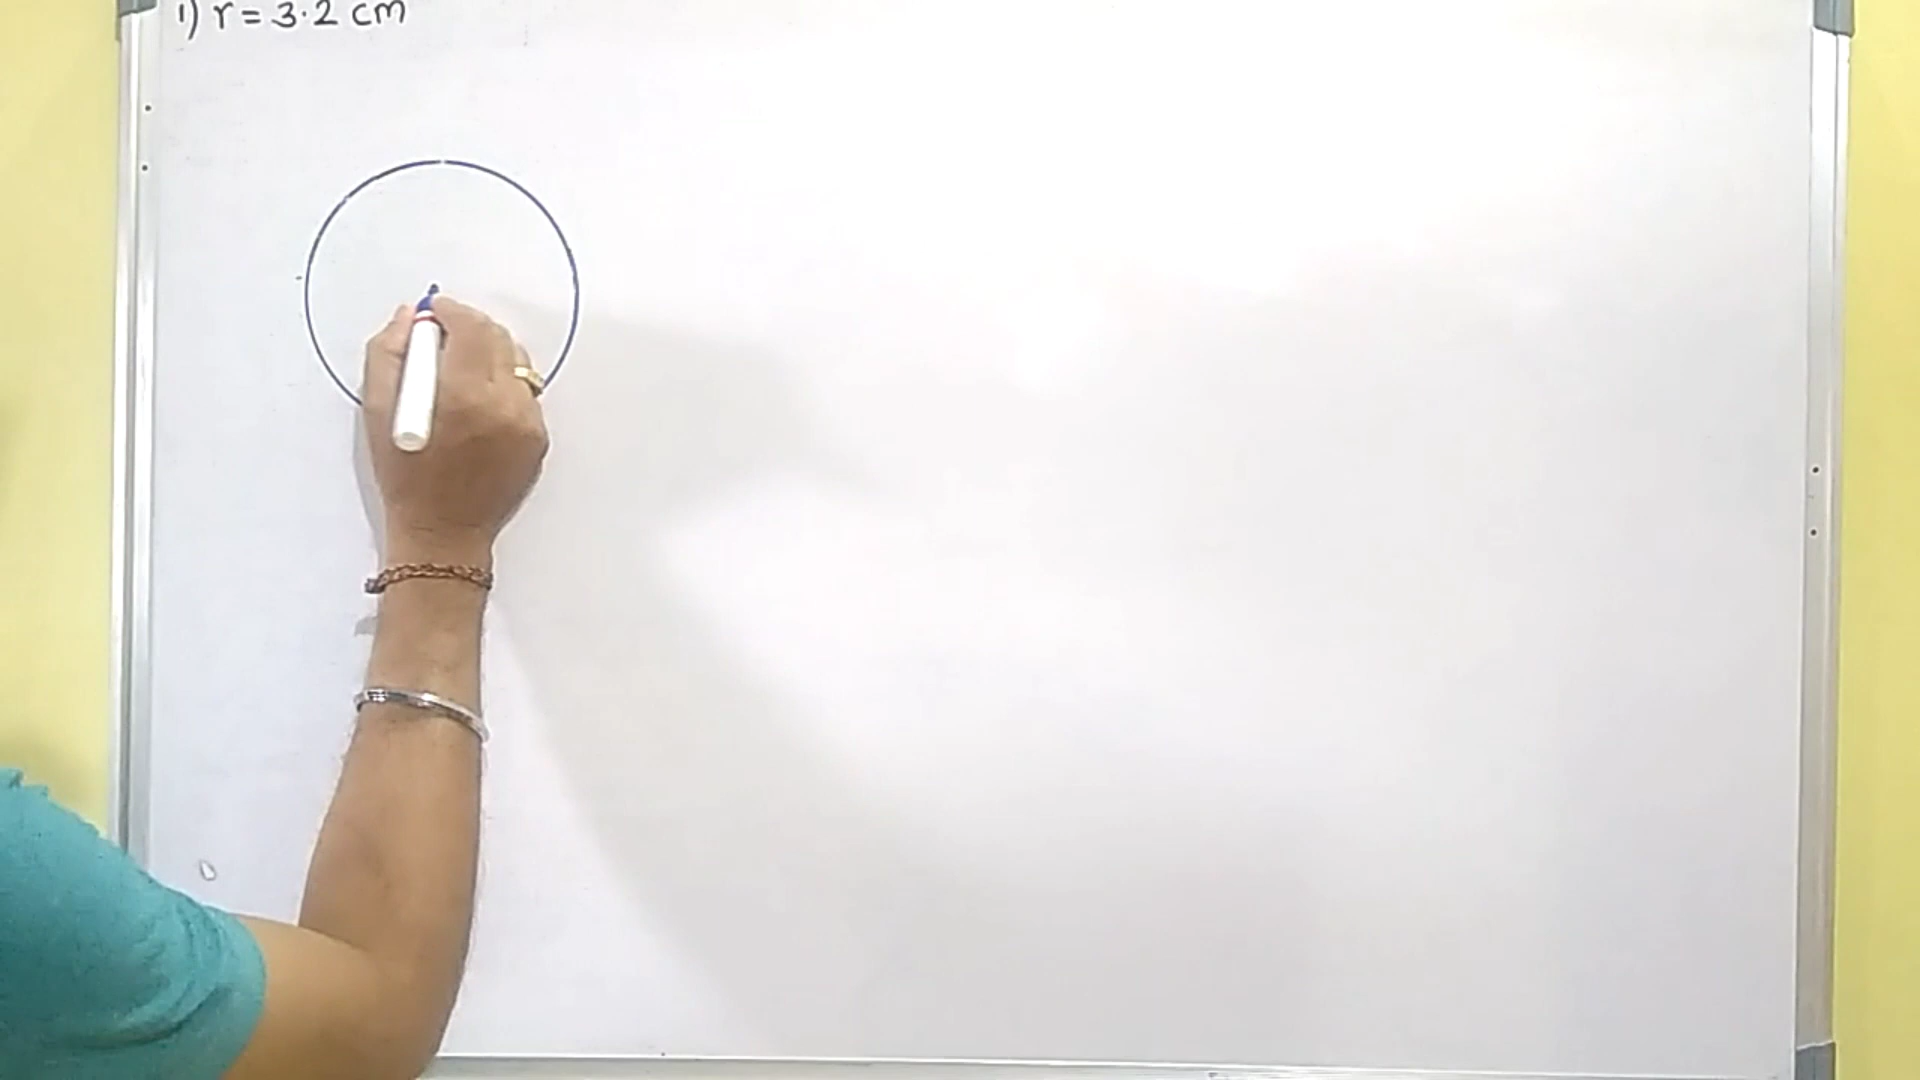 1) r = 3.2 cm